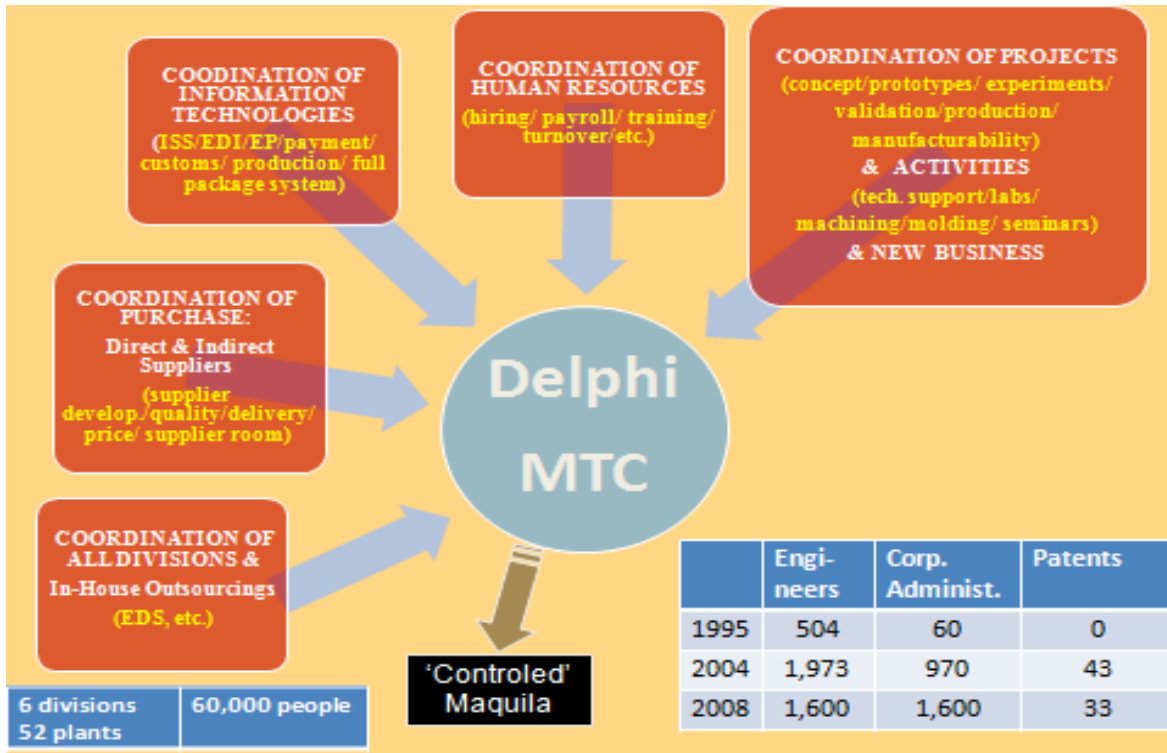 COODINATION OF
INFORMATION
TECHNOLOGIES
(ISS/EDI/EP/payment/
customs/ production/ full
package system)
COORDINATION OF
HUMAN RESOURCES
(hiring/ payroll/ training/
turnover/etc.)
COORDINATION OF PROJECTS
(concept/prototypes/ experiments/
validation/production/
manufacturability)
& ACTIVITIES
(tech. support/labs/
machining/molding/ seminars)
& NEW BUSINESS
COORDINATION OF
PURCHASE:
Direct & Indirect
Suppliers
(supplier
develop./quality/delivery/
price/ supplier room)
Delphi
MTC
COORDINATION OF
ALL DIVISIONS &
In-House Outsourcings
(EDS, etc.)
'Controled'
Maquila
6 divisions 60,000 people
52 plants
Engi- Corp. Patents
neers Administ.
1995 504 60 0
2004 1,973 970 43
2008 1,600 1,600 33